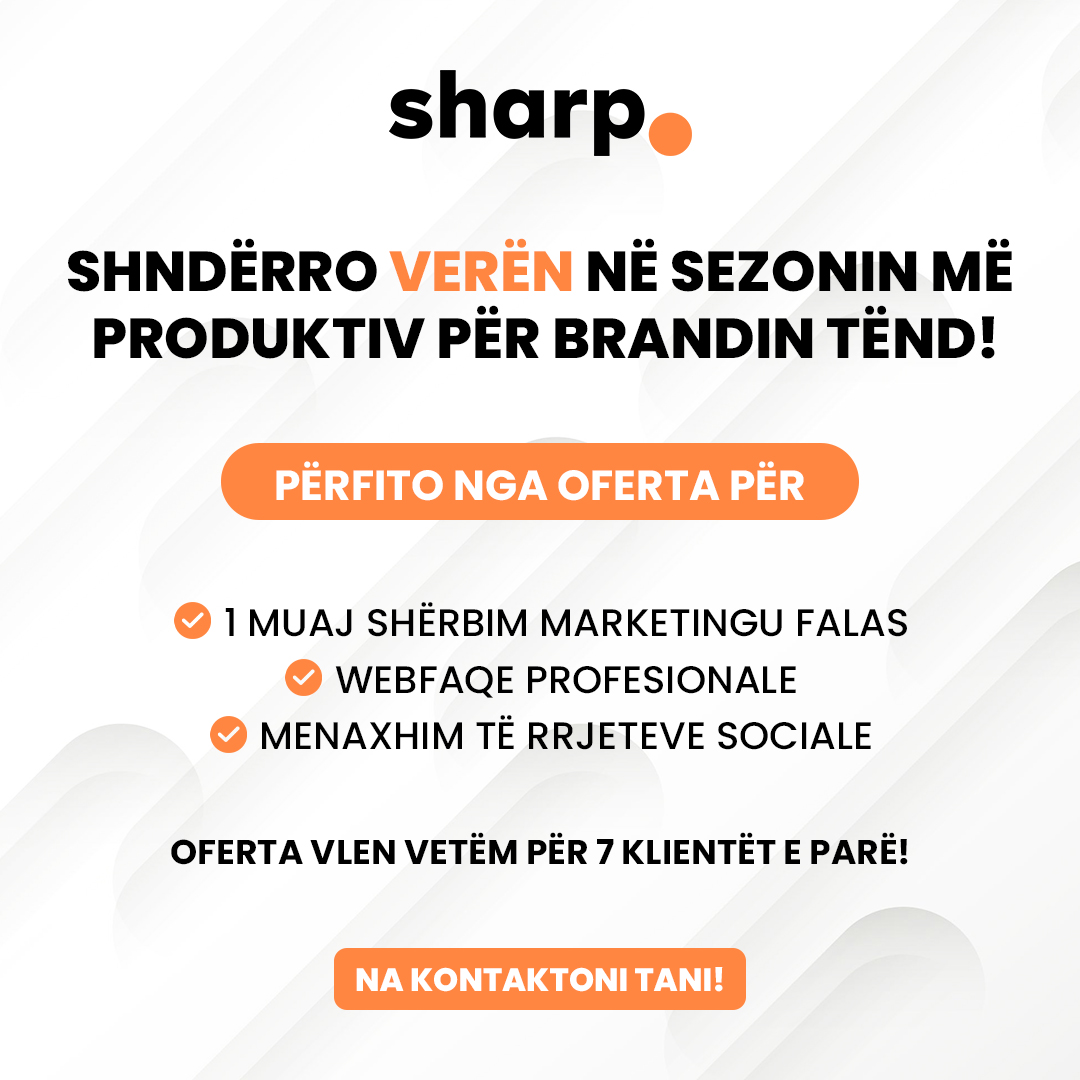 sharp.
SHNDËRRO VERËN NË SEZONIN MË
PRODUKTIV PËR BRANDIN TËND!
PËRFITO NGA OFERTA PËR
1 MUAJ SHËRBIM MARKETINGU FALAS
WEBFAQE PROFESIONALE
MENAXHIM TË RRJETEVE SOCIALE
OFERTA VLEN VETËM PËR 7 KLIENTËT E PARË!
NA KONTAKTONI TANI!